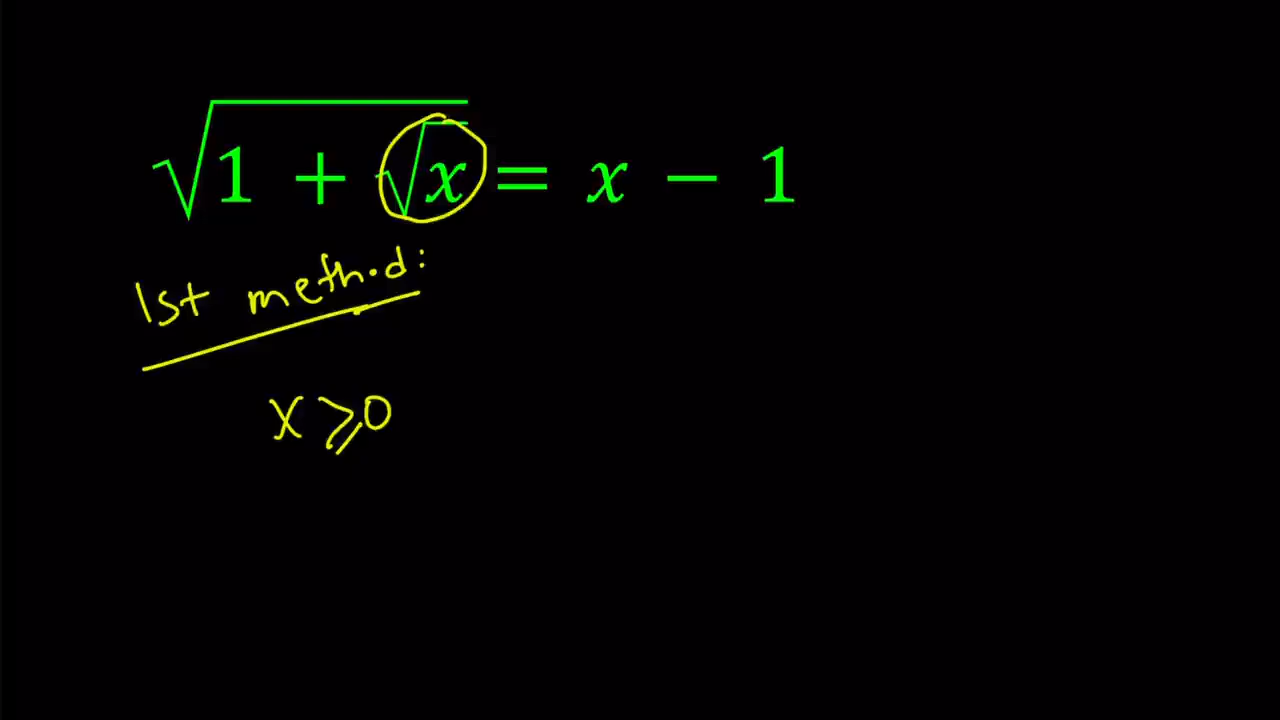 √(1 + √x) = x − 1
1st method:
x ⩾ 0